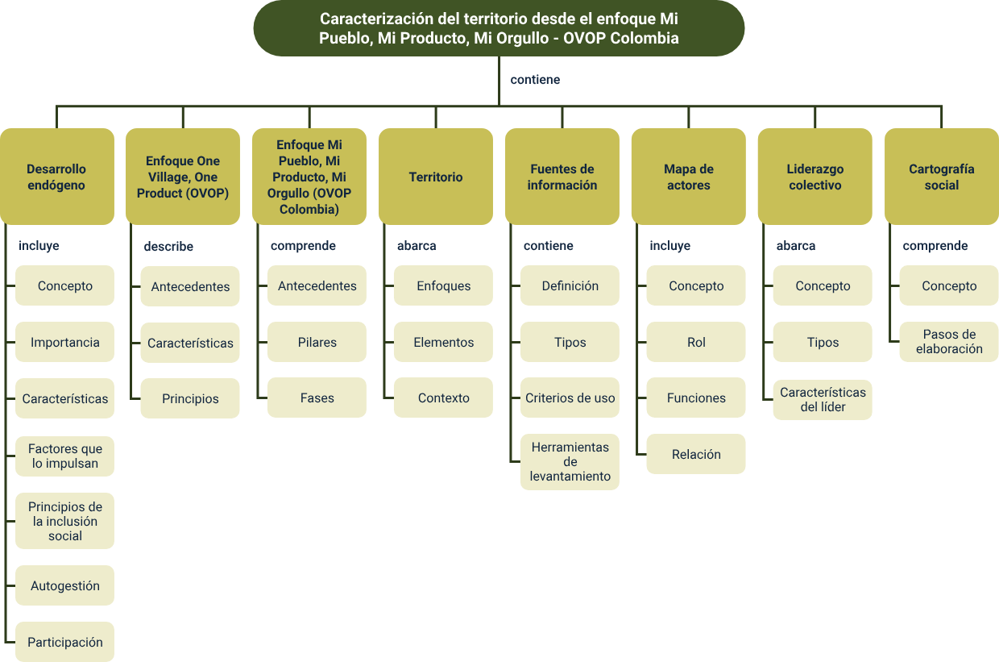 Caracterización del territorio desde el enfoque Mi
Pueblo, Mi Producto, Mi Orgullo - OVOP Colombia
contiene
Desarrollo
endógeno
incluye
Concepto
Importancia
Características
Factores que
lo impulsan
Principios de
la inclusión
social
Autogestión
Participación
Enfoque One
Village, One
Product (OVOP)
describe
Antecedentes
Características
Principios
Enfoque Mi
Pueblo, Mi
Producto, Mi
Orgullo (OVOP
Colombia)
comprende
Antecedentes
Pilares
Fases
Territorio
abarca
Enfoques
Elementos
Contexto
Fuentes de
información
contiene
Definición
Tipos
Criterios de uso
Herramientas
de
levantamiento
Mapa de
actores
incluye
Concepto
Rol
Funciones
Relación
Liderazgo
colectivo
abarca
Concepto
Tipos
Características
del líder
Cartografía
social
comprende
Concepto
Pasos de
elaboración